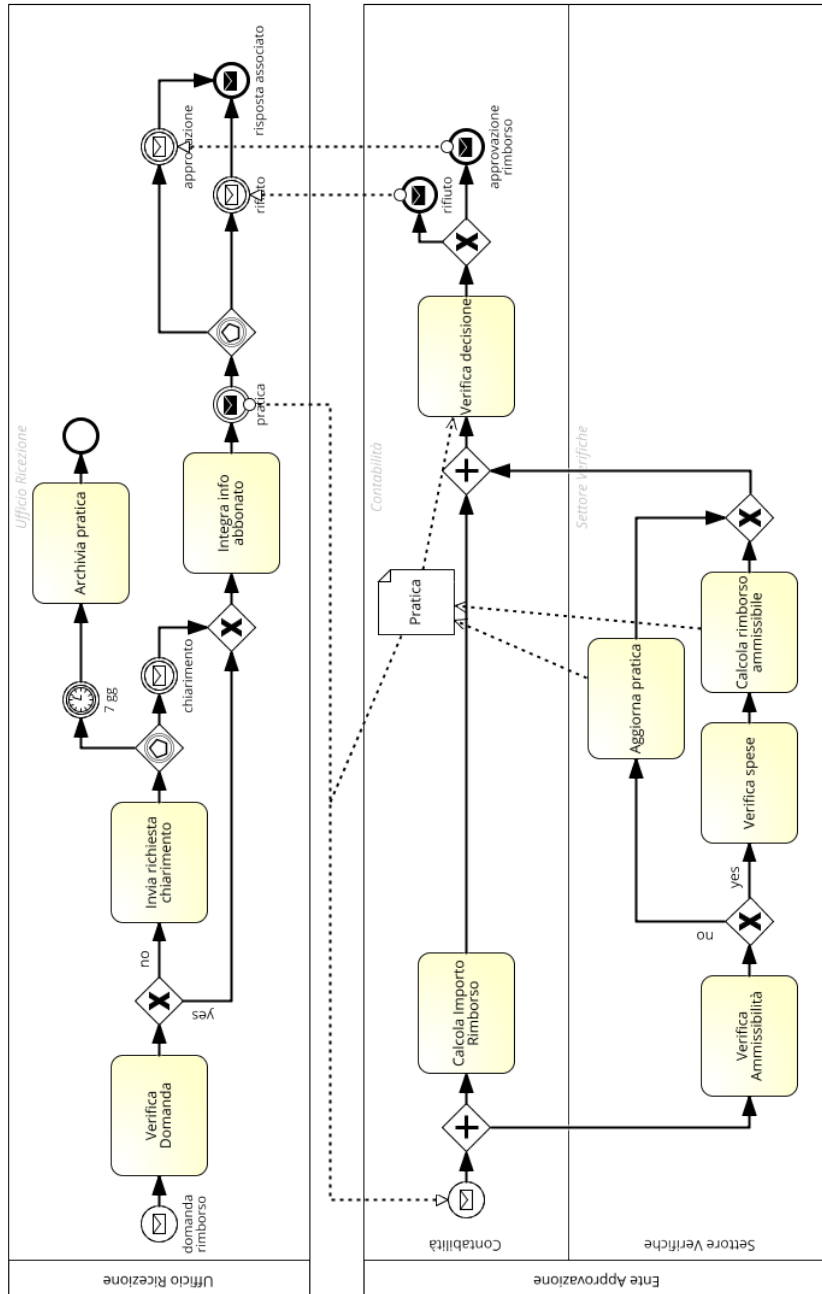 Ufficio Ricezione
Ufficio Ricezione
domanda
rimborso
Verifica
Domanda
no
yes
Invia richiesta
chiarimento
7 gg
chiarimento
Archivia pratica
Integra info
abbonato
pratica
approvazione
rifiuto
risposta associato
Ente Approvazione
Contabilità
Contabilità
Calcola Importo
Rimborso
Pratica
Verifica decisione
rifiuto
approvazione
rimborso
Settore Verifiche
Settore Verifiche
Verifica
Ammissibilità
no
yes
Aggiorna pratica
Verifica spese
Calcola rimborso
ammissibile